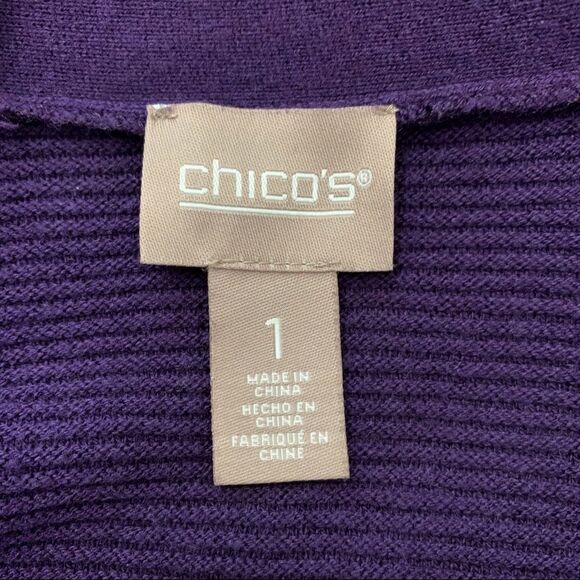 chico's®
1
MADE IN
CHINA
HECHO EN
CHINA
FABRIQUÉ EN
CHINE